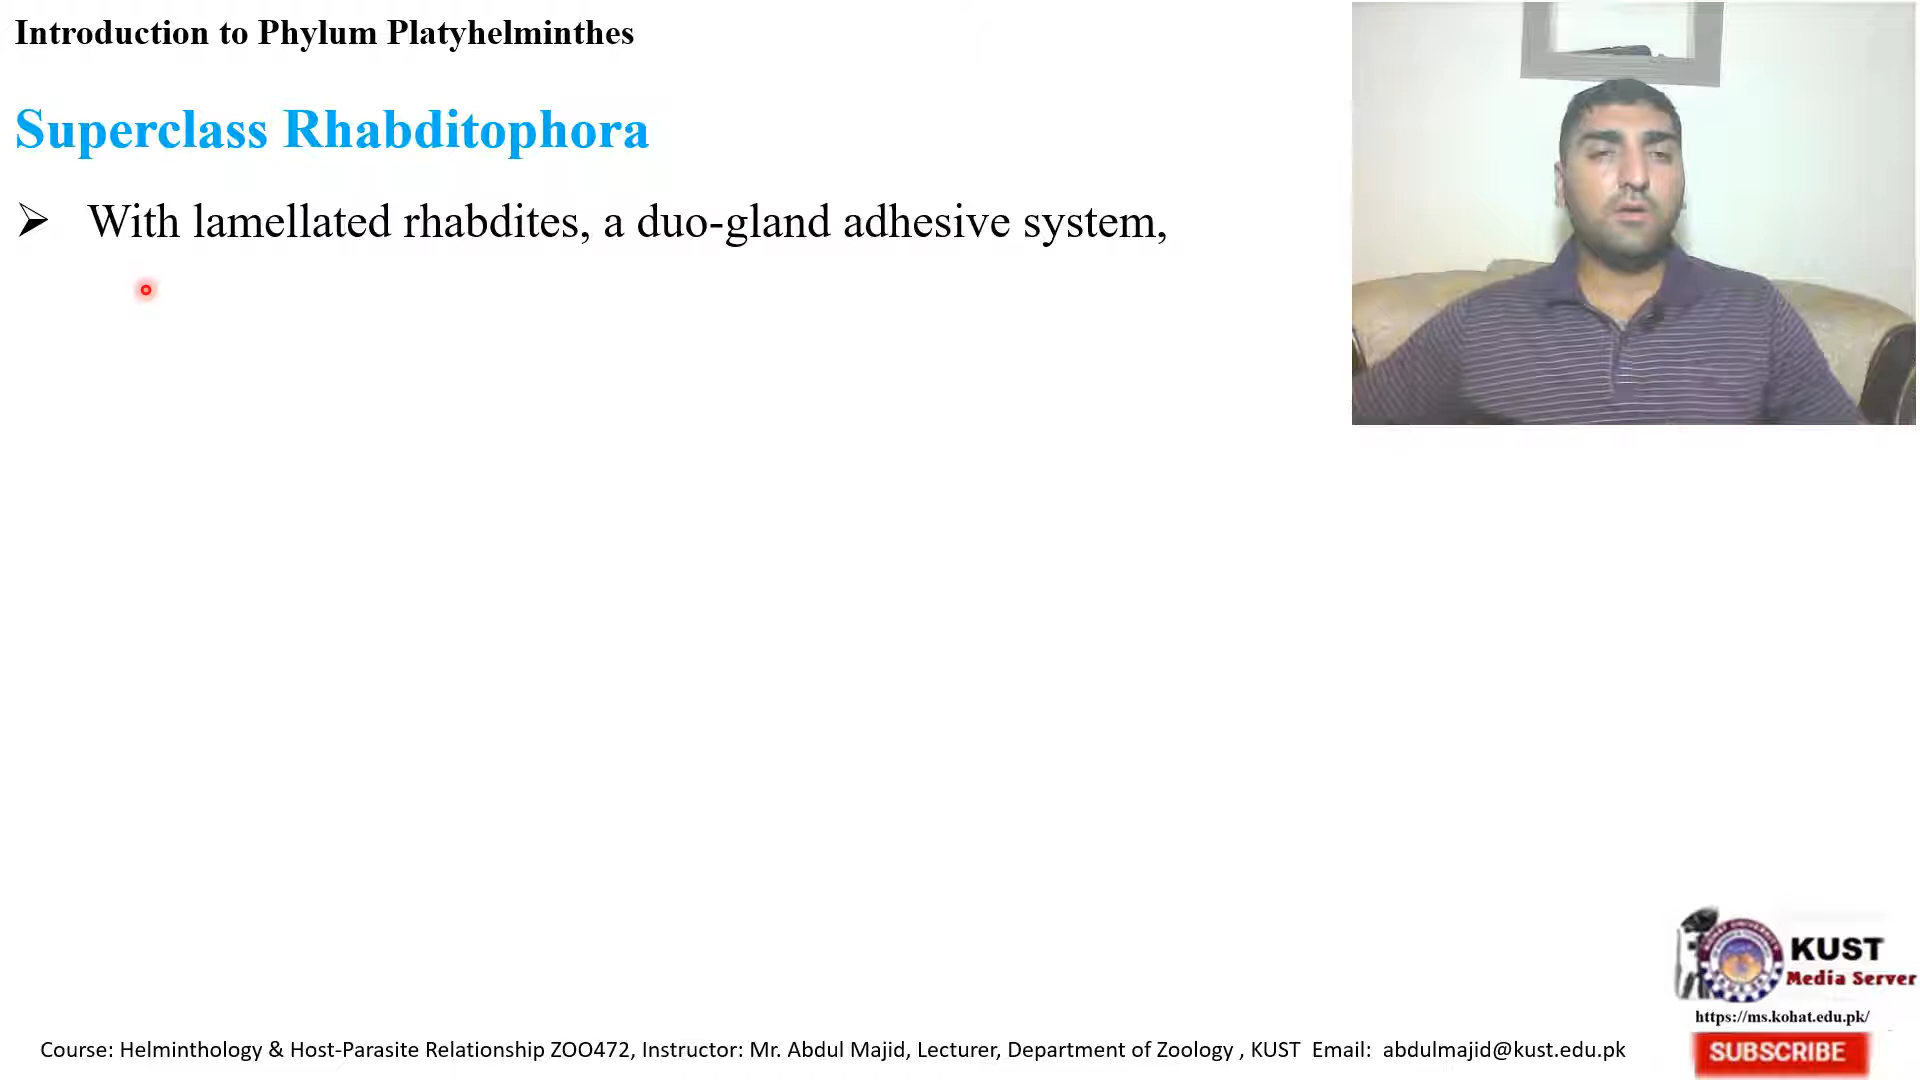 Introduction to Phylum Platyhelminthes
Superclass Rhabditophora
➢ With lamellated rhabdites, a duo-gland adhesive system,
KUST
Media Server
https://ms.kohat.edu.pk/
SUBSCRIBE
Course: Helminthology & Host-Parasite Relationship ZOO472, Instructor: Mr. Abdul Majid, Lecturer, Department of Zoology , KUST Email: abdulmajid@kust.edu.pk